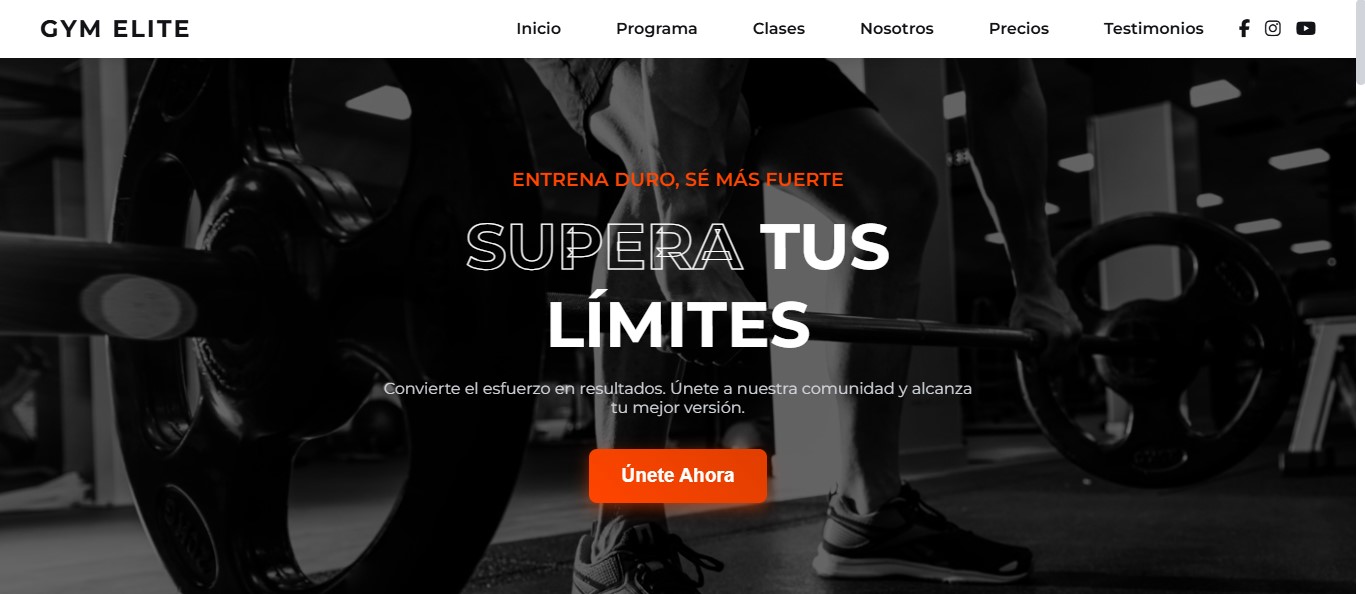 GYM ELITE
Inicio
Programa
Clases
Nosotros
Precios
Testimonios
ENTRENA DURO, SÉ MÁS FUERTE
SUPERA TUS
LÍMITES
Convierte el esfuerzo en resultados. Únete a nuestra comunidad y alcanza
tu mejor versión.
Únete Ahora